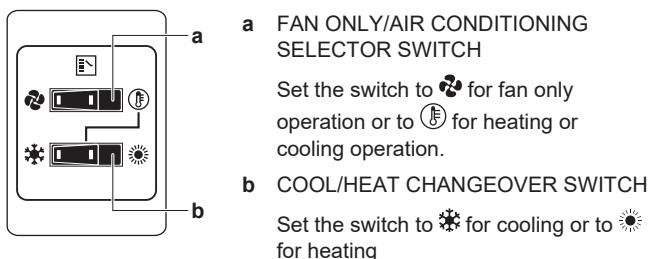 a
b
a FAN ONLY/AIR CONDITIONING
SELECTOR SWITCH
Set the switch to for fan only
operation or to for heating or
cooling operation.
b COOL/HEAT CHANGEOVER SWITCH
Set the switch to for cooling or to
for heating